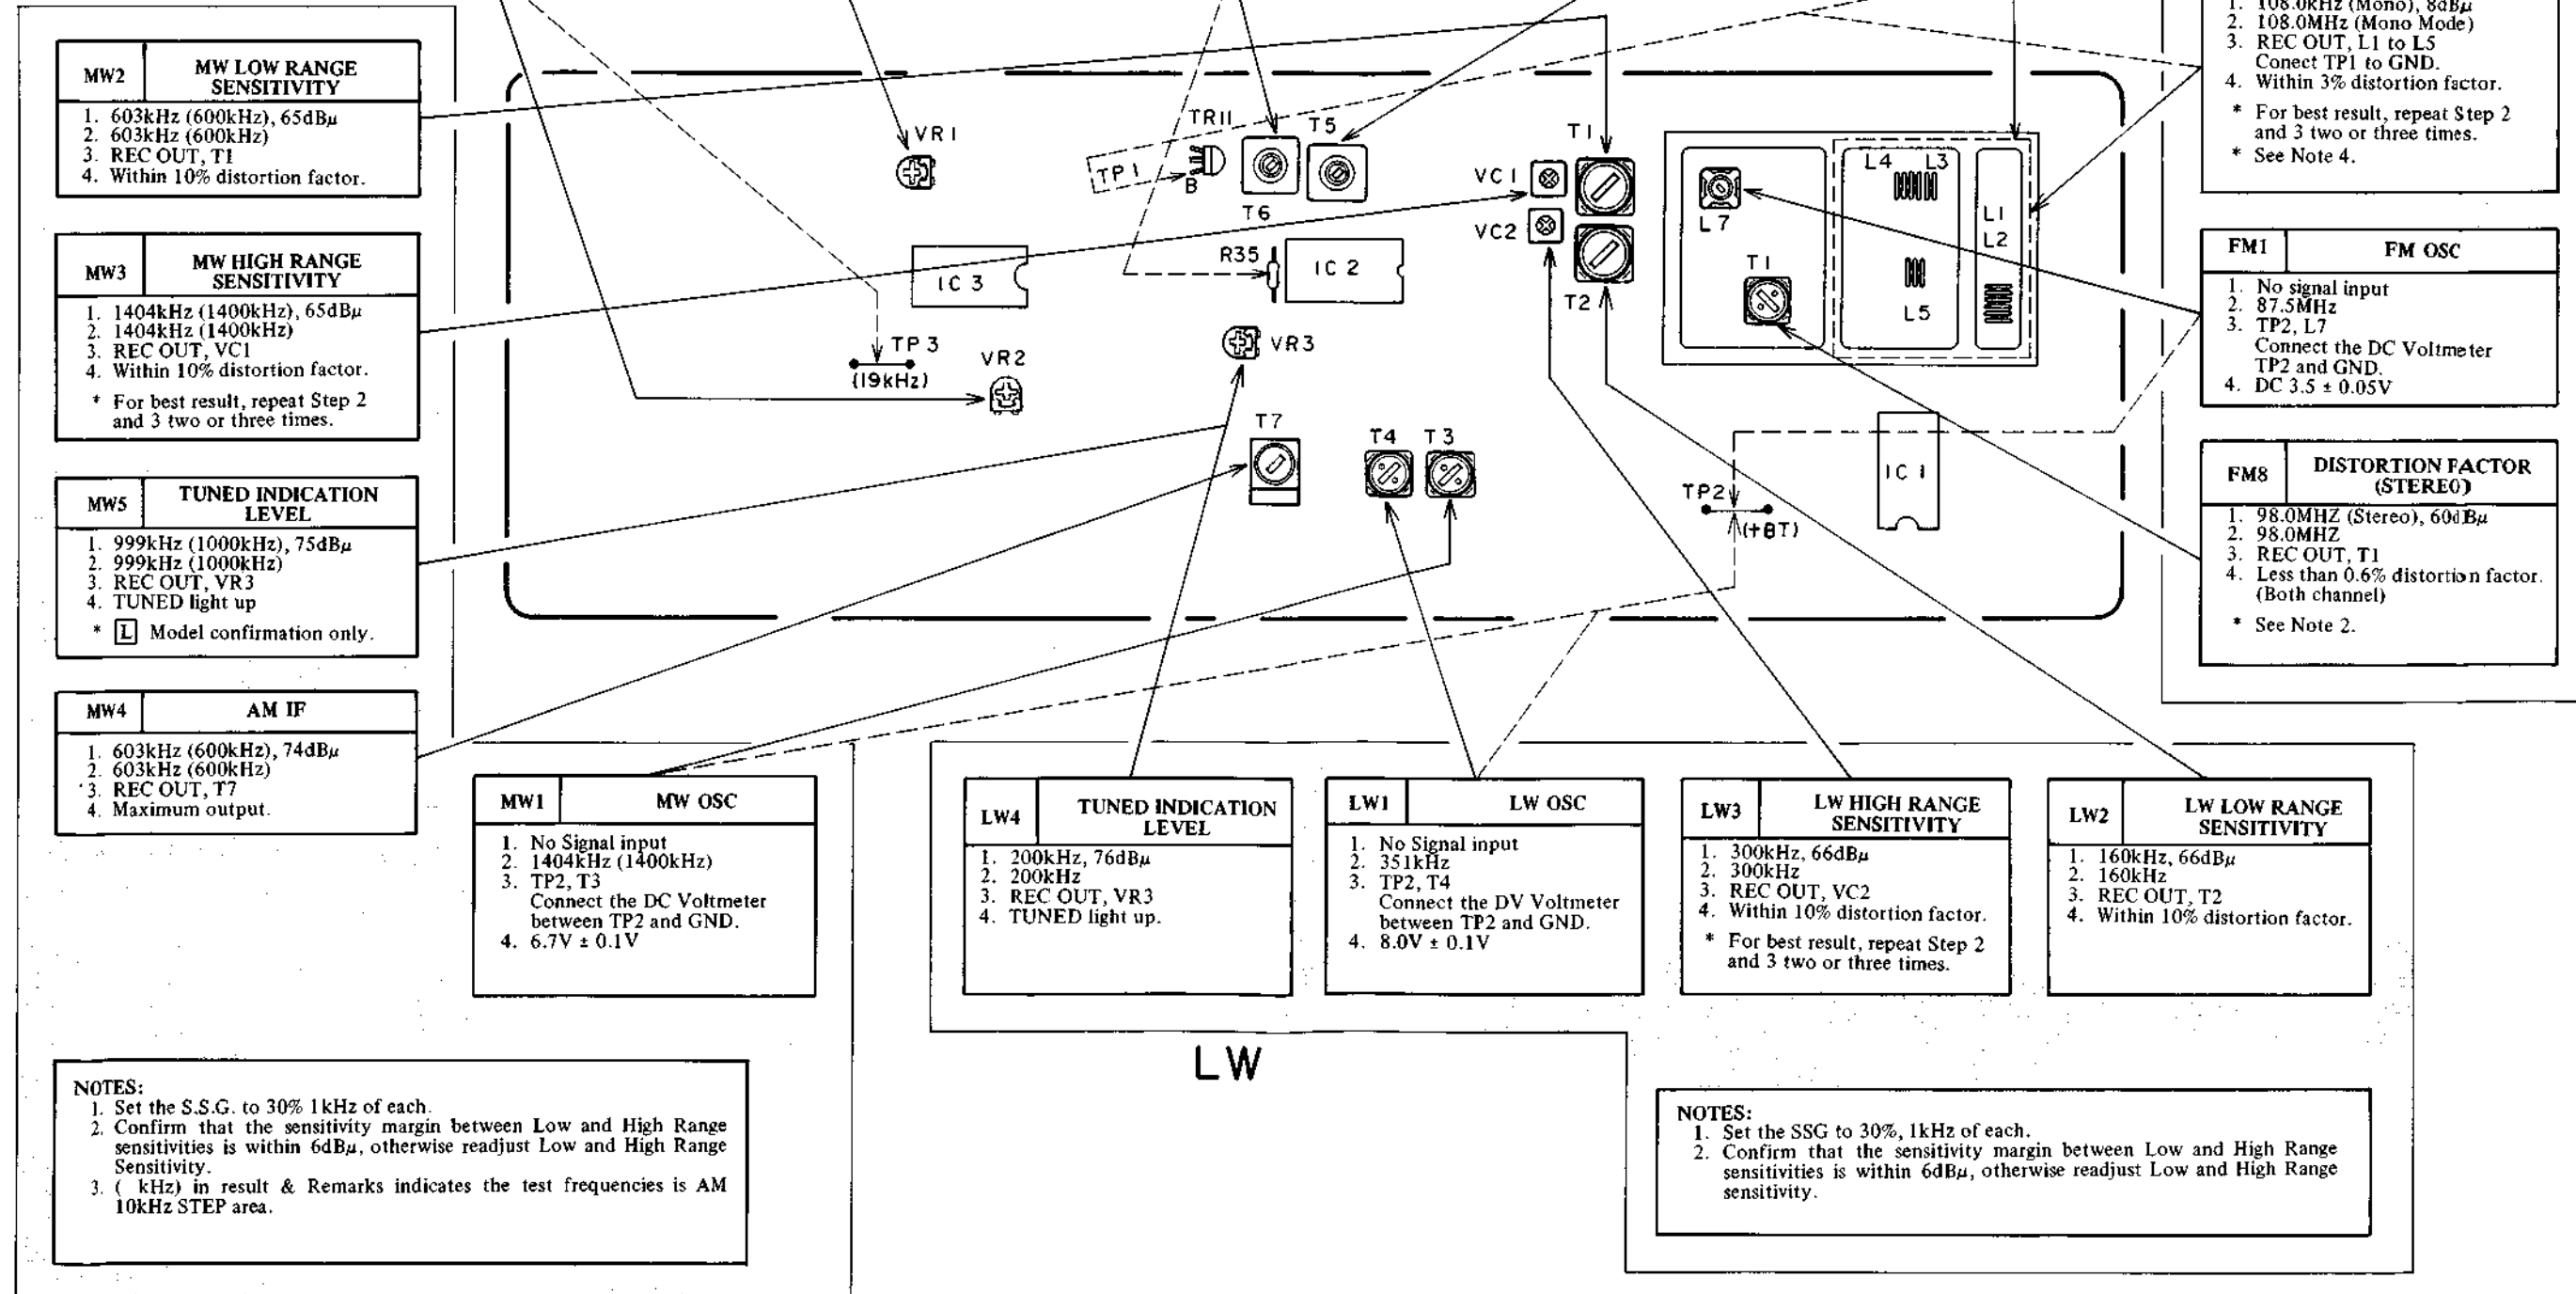 MW2
MW LOW RANGE
SENSITIVITY
1. 603kHz (600kHz), 65dBμ
2. 603kHz (600kHz)
3. REC OUT, T1
4. Within 10% distortion factor.
MW3
MW HIGH RANGE
SENSITIVITY
1. 1404kHz (1400kHz), 65dBμ
2. 1404kHz (1400kHz)
3. REC OUT, VC1
4. Within 10% distortion factor.
* For best result, repeat Step 2
and 3 two or three times.
MW5
TUNED INDICATION
LEVEL
1. 999kHz (1000kHz), 75dBμ
2. 999kHz (1000kHz)
3. REC OUT, VR3
4. TUNED light up
* L Model confirmation only.
MW4
AM IF
1. 603kHz (600kHz), 74dBμ
2. 603kHz (600kHz)
3. REC OUT, T7
4. Maximum output.
VR1
TR11
T5
TP1
B
T6
T1
VC1
VC2
T2
L4 L3
L7
L1
L2
T1
L5
IC 3
R35
IC 2
TP 3
(19kHz)
VR2
VR3
T7
T4
T3
TP2
(+BT)
IC 1
1. 108.0kHz (Mono), 8dBμ
2. 108.0MHz (Mono Mode)
3. REC OUT, L1 to L5
Conect TP1 to GND.
4. Within 3% distortion factor.
* For best result, repeat Step 2
and 3 two or three times.
* See Note 4.
FM1
FM OSC
1. No signal input
2. 87.5MHz
3. TP2, L7
Connect the DC Voltmeter
TP2 and GND.
4. DC 3.5 ± 0.05V
FM8
DISTORTION FACTOR
(STEREO)
1. 98.0MHZ (Stereo), 60dBμ
2. 98.0MHZ
3. REC OUT, T1
4. Less than 0.6% distortion factor.
(Both channel)
* See Note 2.
MW1
MW OSC
1. No Signal input
2. 1404kHz (1400kHz)
3. TP2, T3
Connect the DC Voltmeter
between TP2 and GND.
4. 6.7V ± 0.1V
LW4
TUNED INDICATION
LEVEL
1. 200kHz, 76dBμ
2. 200kHz
3. REC OUT, VR3
4. TUNED light up.
LW1
LW OSC
1. No Signal input
2. 351kHz
3. TP2, T4
Connect the DV Voltmeter
between TP2 and GND.
4. 8.0V ± 0.1V
LW3
LW HIGH RANGE
SENSITIVITY
1. 300kHz, 66dBμ
2. 300kHz
3. REC OUT, VC2
4. Within 10% distortion factor.
* For best result, repeat Step 2
and 3 two or three times.
LW2
LW LOW RANGE
SENSITIVITY
1. 160kHz, 66dBμ
2. 160kHz
3. REC OUT, T2
4. Within 10% distortion factor.
LW
NOTES:
1. Set the S.S.G. to 30% 1kHz of each.
2. Confirm that the sensitivity margin between Low and High Range
sensitivities is within 6dBμ, otherwise readjust Low and High Range
Sensitivity.
3. ( kHz) in result & Remarks indicates the test frequencies is AM
10kHz STEP area.
NOTES:
1. Set the SSG to 30%, 1kHz of each.
2. Confirm that the sensitivity margin between Low and High Range
sensitivities is within 6dBμ, otherwise readjust Low and High Range
sensitivity.